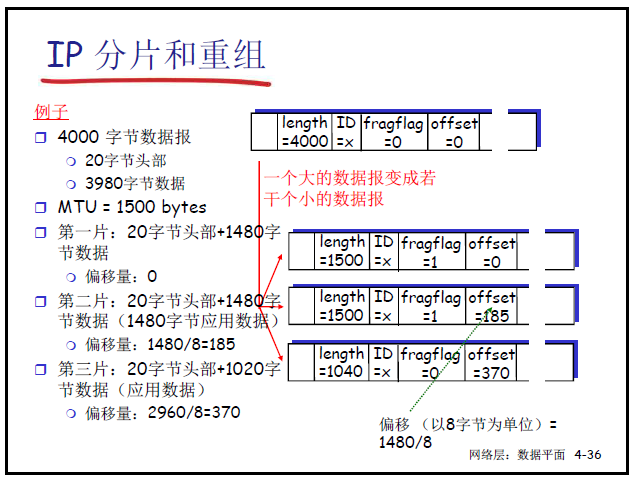 IP 分片和重组
例子
4000 字节数据报
20字节头部
3980字节数据
MTU = 1500 bytes
第一片：20字节头部+1480字
节数据
偏移量：0
第二片：20字节头部+1480字
节数据（1480字节应用数据）
偏移量：1480/8=185
第三片：20字节头部+1020字
节数据（应用数据）
偏移量：2960/8=370
length ID fragflag offset
=4000 =x =0 =0
一个大的数据报变成若
干个小的数据报
length ID fragflag offset
=1500 =x =1 =0
length ID fragflag offset
=1500 =x =1 =185
length ID fragflag offset
=1040 =x =0 =370
偏移（以8字节为单位）=
1480/8
网络层：数据平面 4-36